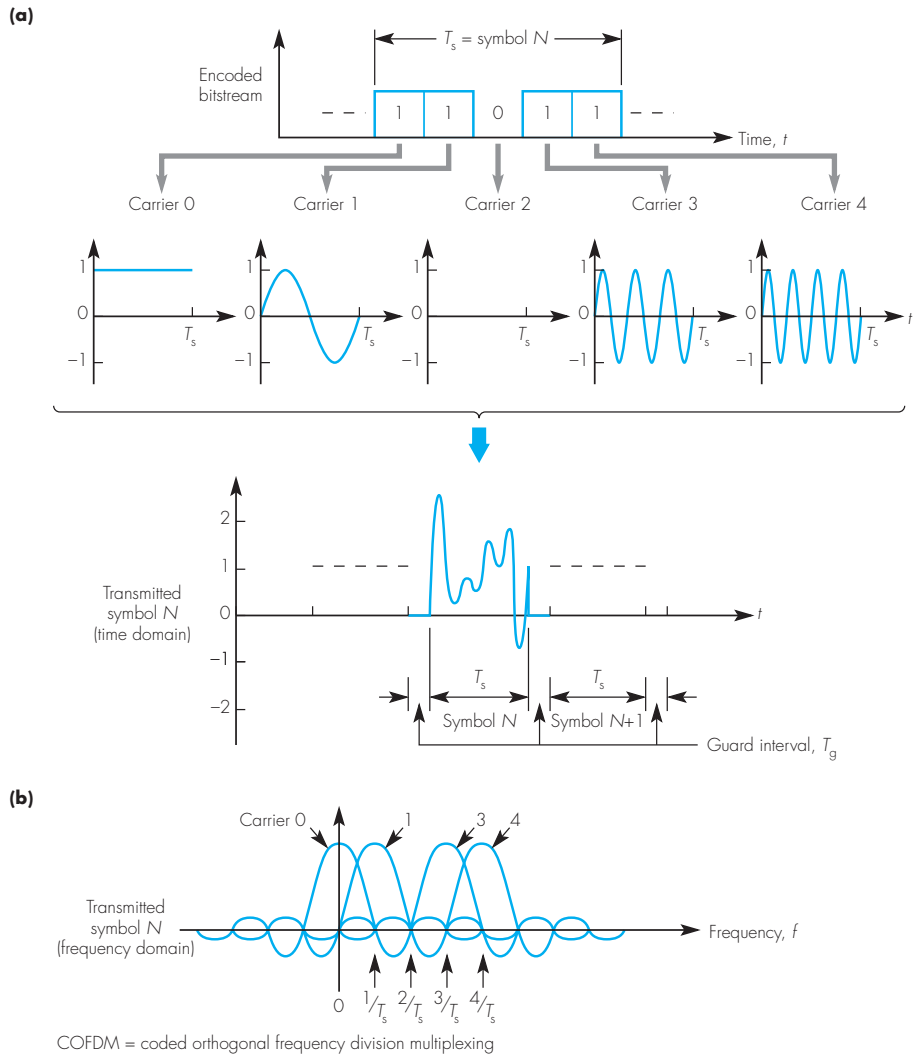 (a)
T_s = symbol N
Encoded
bitstream
1 1 0 1 1
Time, t
Carrier 0 Carrier 1 Carrier 2 Carrier 3 Carrier 4
1 1 1 1 1
0 0 0 0 0
T_s T_s T_s T_s T_s t
−1 −1 −1 −1 −1
2
1
Transmitted
symbol N
(time domain)
0
t
−1
−2
T_s T_s
Symbol N Symbol N+1
Guard interval, T_g
(b)
Carrier 0 1 3 4
Transmitted
symbol N
(frequency domain)
Frequency, f
0 1/T_s 2/T_s 3/T_s 4/T_s
COFDM = coded orthogonal frequency division multiplexing